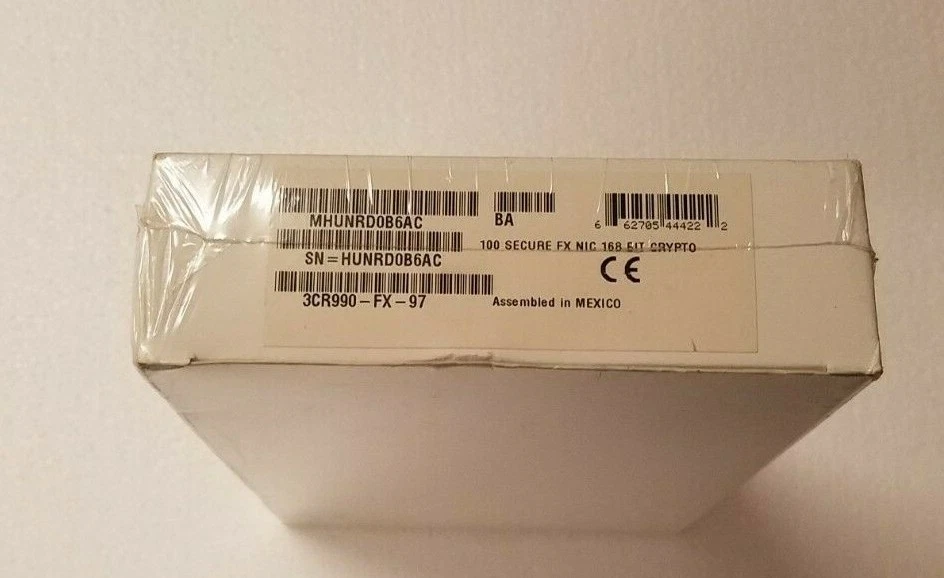 MHUNRD0B6AC
BA
6 62705 44422 2
SN=HUNRD0B6AC
100 SECURE FX NIC 168 BIT CRYPTO
CE
3CR990-FX-97
Assembled in MEXICO